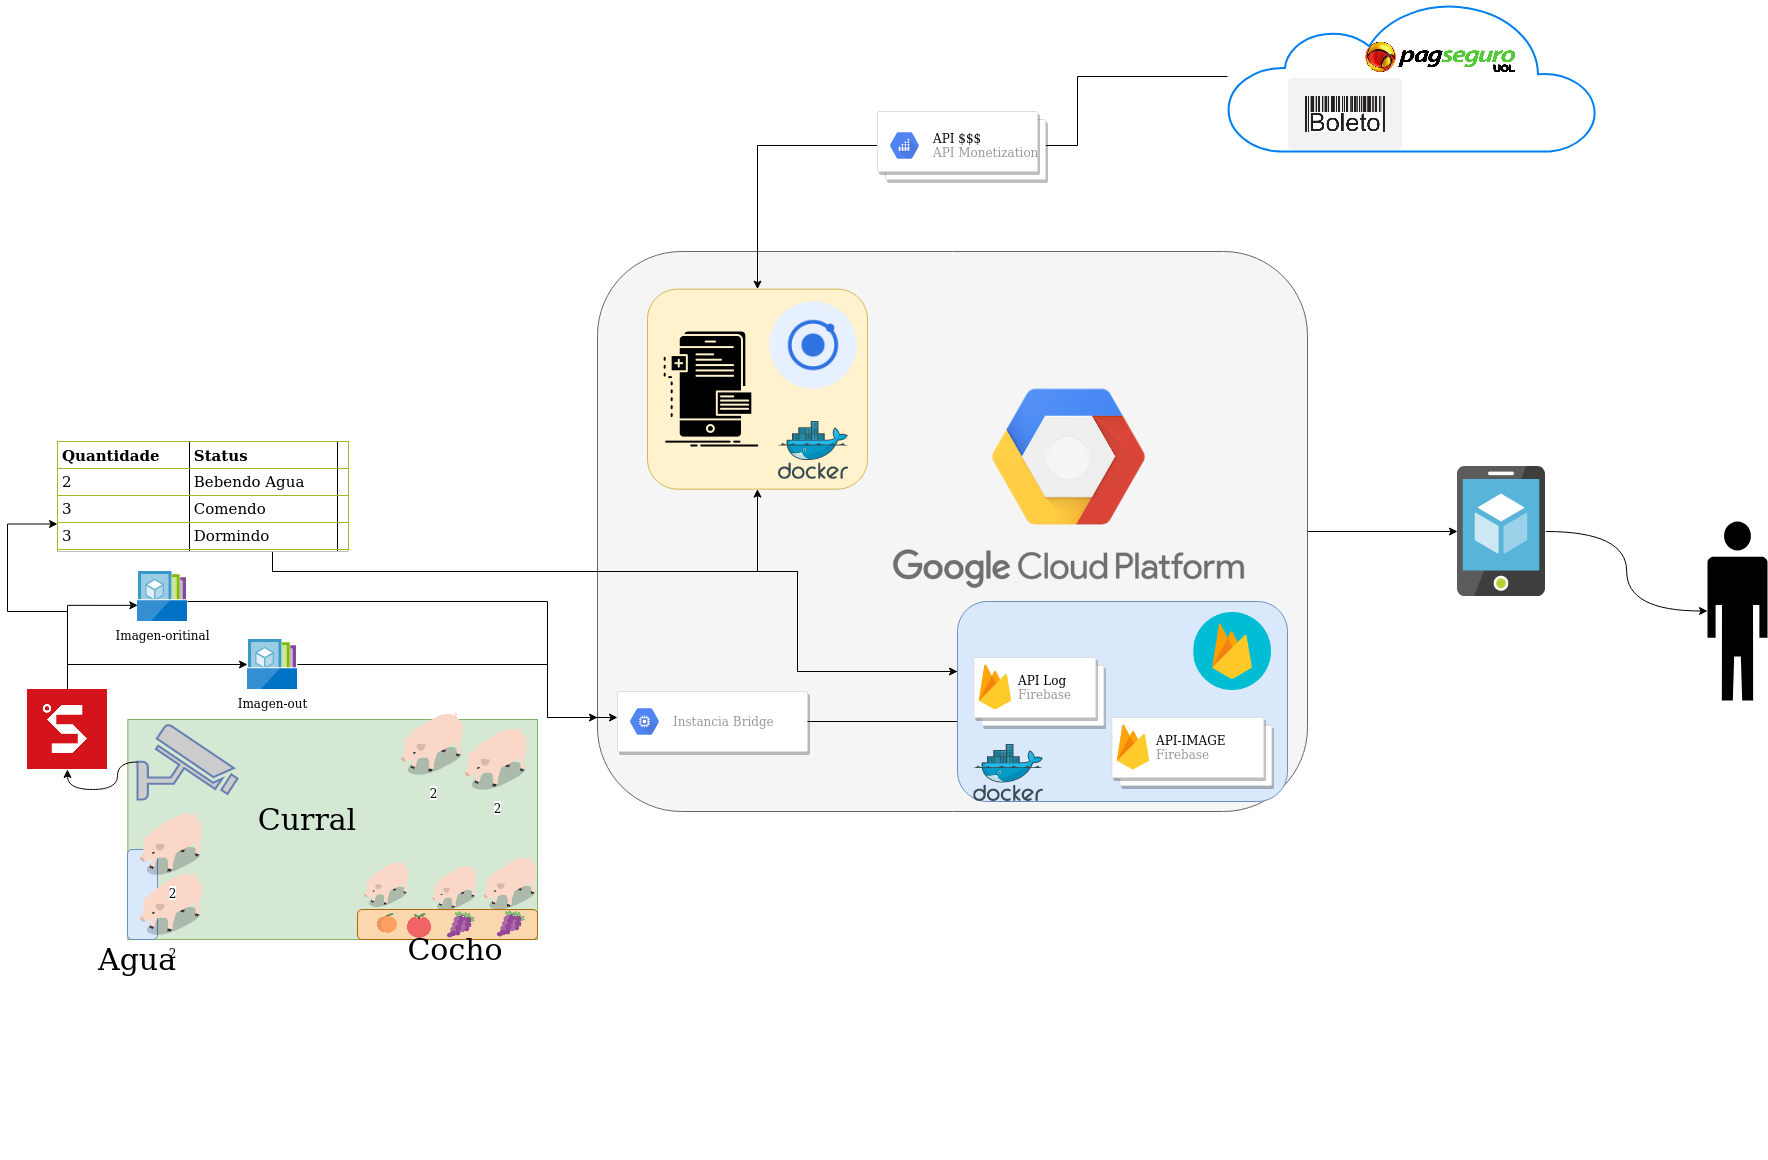 pagseguro
UOL
Boleto
API $$$
API Monetization
Quantidade Status
2 Bebendo Agua
3 Comendo
3 Dormindo
docker
Google Cloud Platform
Imagen-oritinal
Imagen-out
API Log
Firebase
Instancia Bridge
API-IMAGE
Firebase
docker
2
2
Curral
2
2
Agua
Cocho